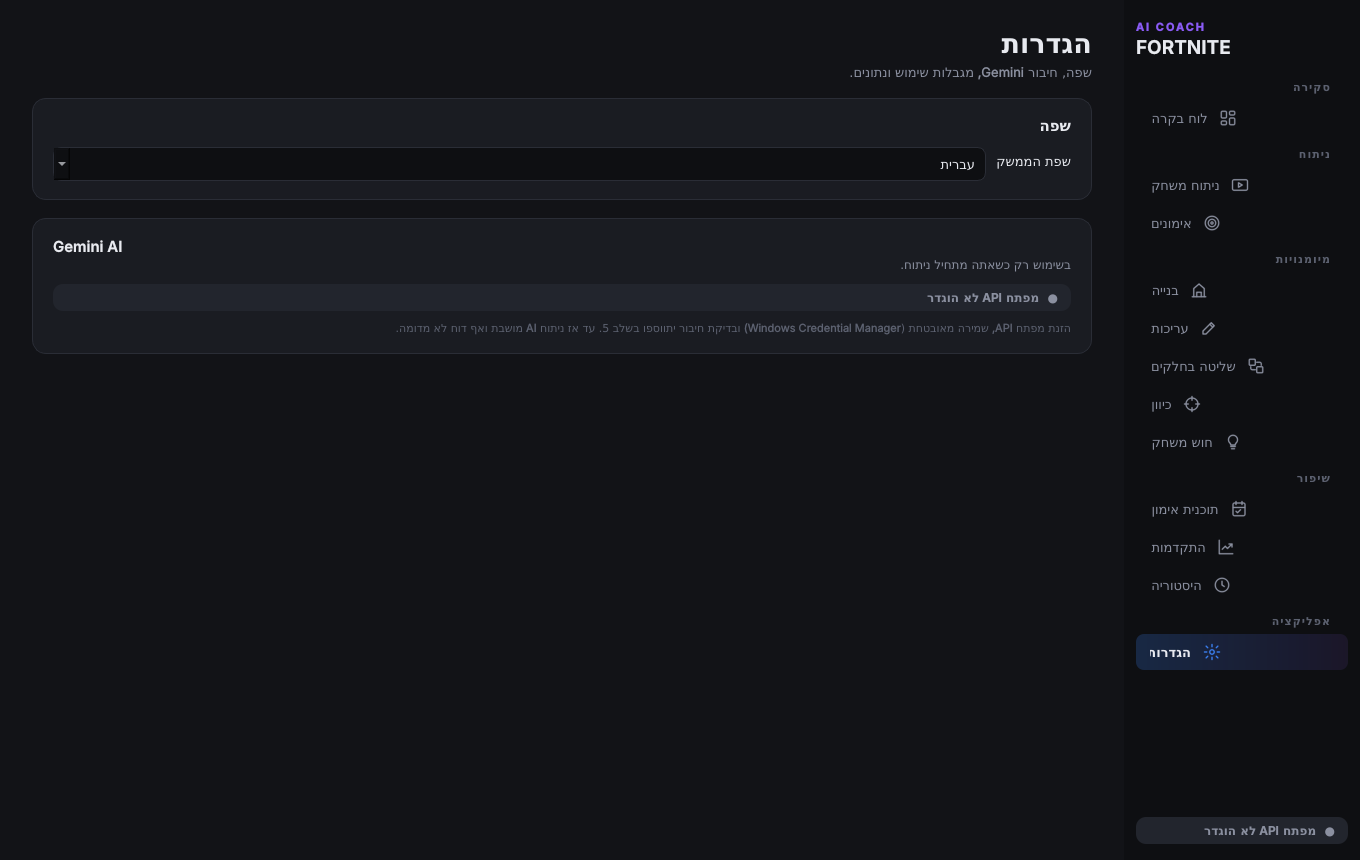 AI COACH
FORTNITE
סקירה
לוח בקרה
ניתוח
ניתוח משחק
אימונים
מיומנויות
בנייה
עריכות
שליטה בחלקים
כיוון
חוש משחק
שיפור
תוכנית אימון
התקדמות
היסטוריה
אפליקציה
הגדרות
מפתח API לא הוגדר
הגדרות
שפה, חיבור Gemini, מגבלות שימוש ונתונים.
שפה
שפת הממשק
עברית
Gemini AI
בשימוש רק כשאתה מתחיל ניתוח.
מפתח API לא הוגדר
הזנת מפתח API, שמירה מאובטחת (Windows Credential Manager) ובדיקת חיבור יתווספו בשלב 5. עד אז ניתוח AI מושבת ואף דוח לא מדומה.